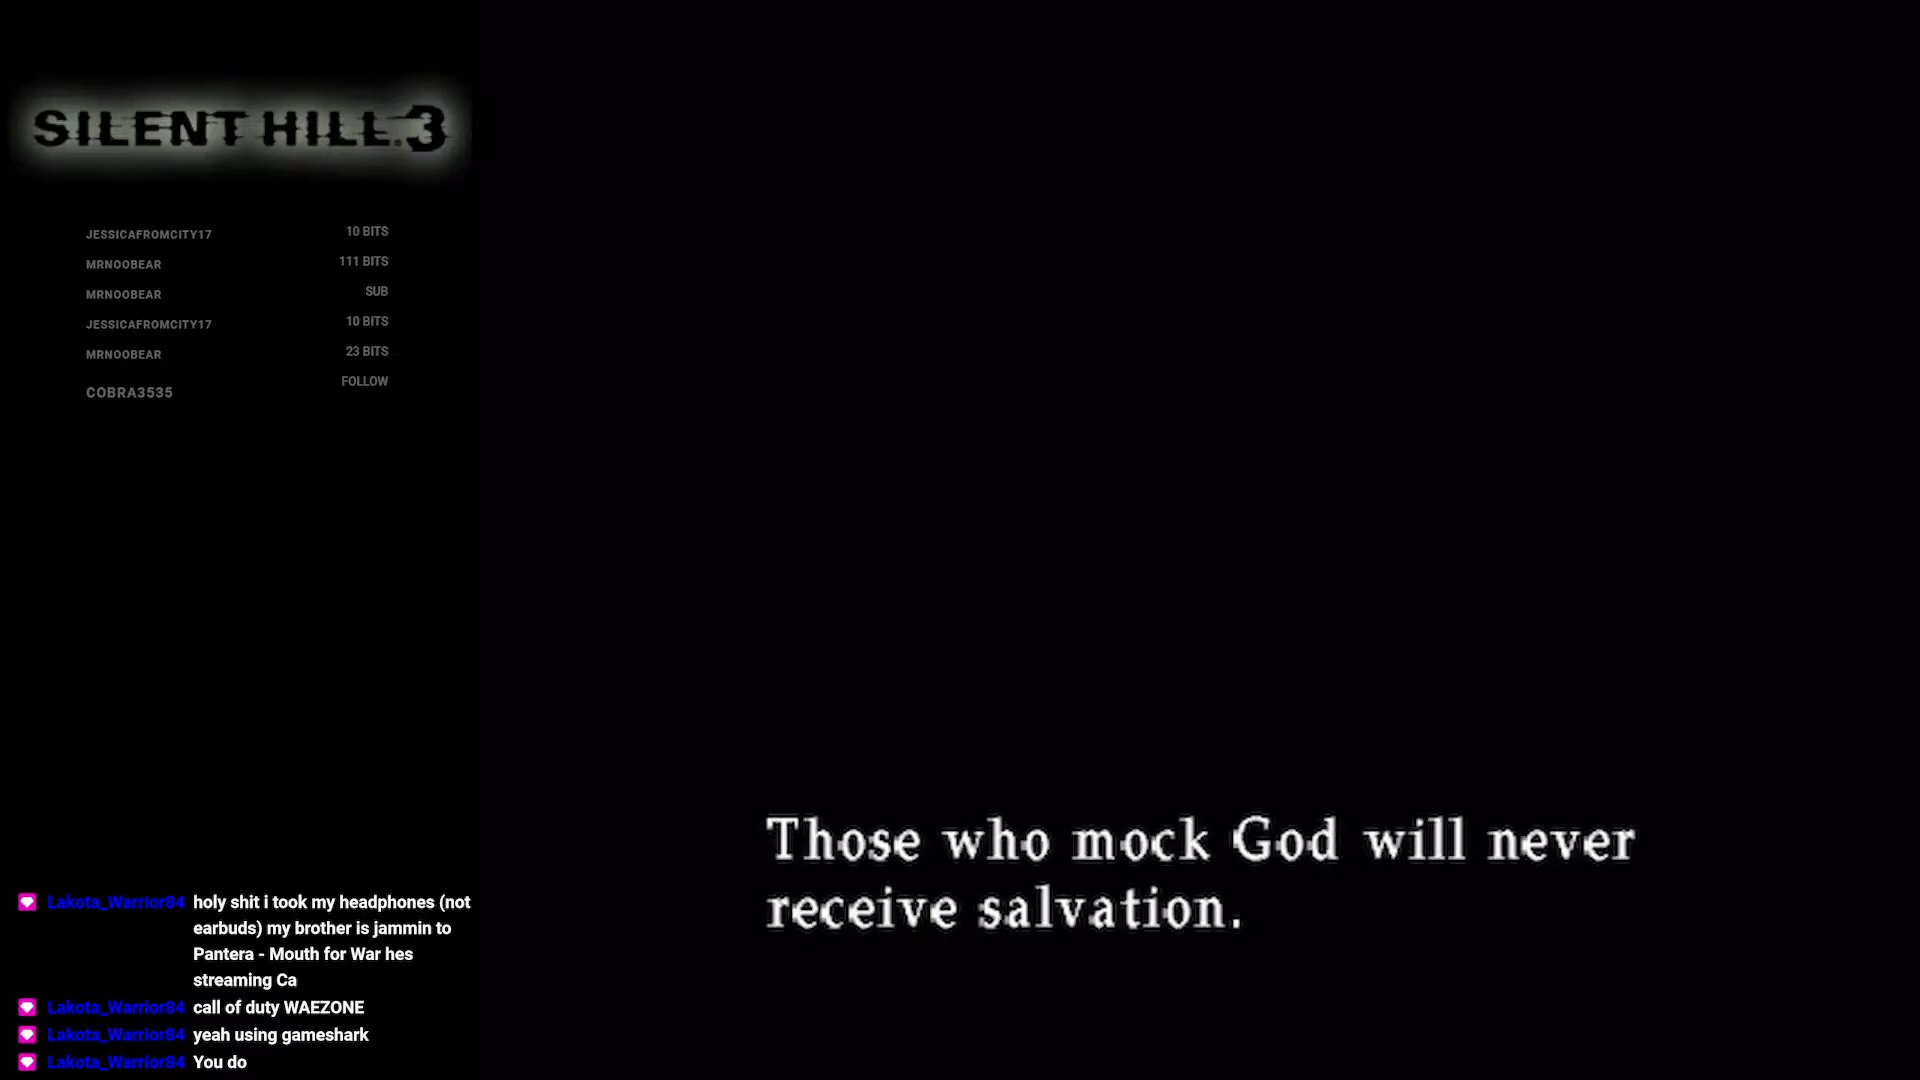 SILENT HILL 3
JESSICAFROMCITY17 10 BITS
MRNOOBEAR 111 BITS
MRNOOBEAR SUB
JESSICAFROMCITY17 10 BITS
MRNOOBEAR 23 BITS
COBRA3535 FOLLOW
Those who mock God will never
receive salvation.
Lakota_Warrior84 holy shit i took my headphones (not
earbuds) my brother is jammin to
Pantera - Mouth for War hes
streaming Ca
Lakota_Warrior84 call of duty WAEZONE
Lakota_Warrior84 yeah using gameshark
Lakota_Warrior84 You do